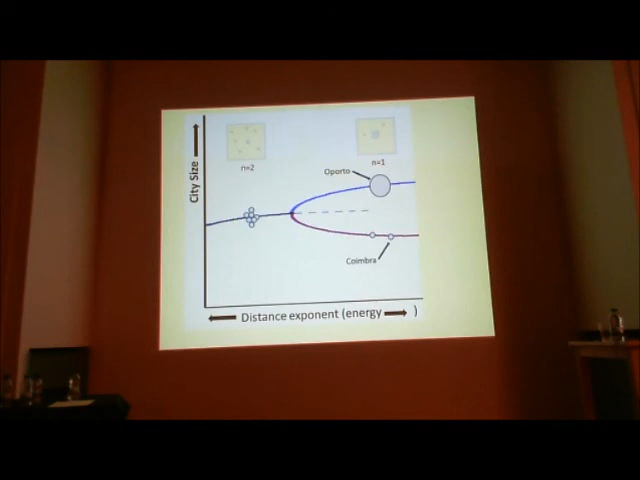 n=2
n=1
Oporto
City Size
Coimbra
Distance exponent (energy )